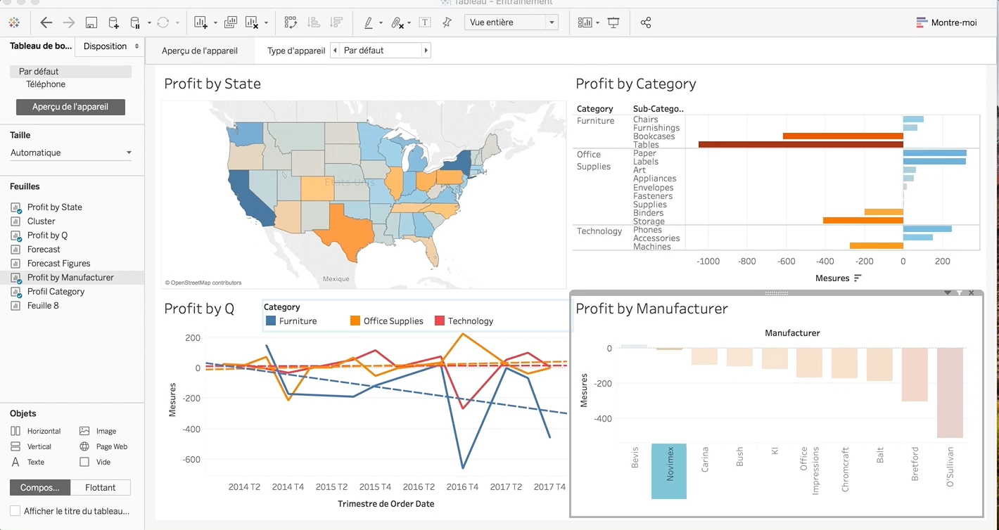 Tableau - Entraînement
Vue entière
Montre-moi
Tableau de bo...
Disposition
Par défaut
Téléphone
Aperçu de l'appareil
Taille
Automatique
Feuilles
Profit by State
Cluster
Profit by Q
Forecast
Forecast Figures
Profit by Manufacturer
Profil Category
Feuille 8
Objets
Horizontal
Image
Vertical
Page Web
Texte
Vide
Compos...
Flottant
Afficher le titre du tableau...
Aperçu de l'appareil
Type d'appareil
Par défaut
Profit by State
Etats-Unis
Mexique
© OpenStreetMap contributors
Profit by Category
Category Sub-Catego..
Furniture Chairs
Furnishings
Bookcases
Tables
Office Supplies Paper
Labels
Art
Appliances
Envelopes
Fasteners
Supplies
Binders
Storage
Technology Phones
Accessories
Machines
-1000 -800 -600 -400 -200 0 200
Mesures
Profit by Q
Category
Furniture Office Supplies Technology
200
0
-200
-400
-600
Mesures
2014 T2 2014 T4 2015 T2 2015 T4 2016 T2 2016 T4 2017 T2 2017 T4
Trimestre de Order Date
Profit by Manufacturer
Manufacturer
0
-200
-400
Mesures
Bevis
Novimex
Carina
Bush
KI
Office
Impressions
Chromcraft
Balt
Bretford
O'Sullivan